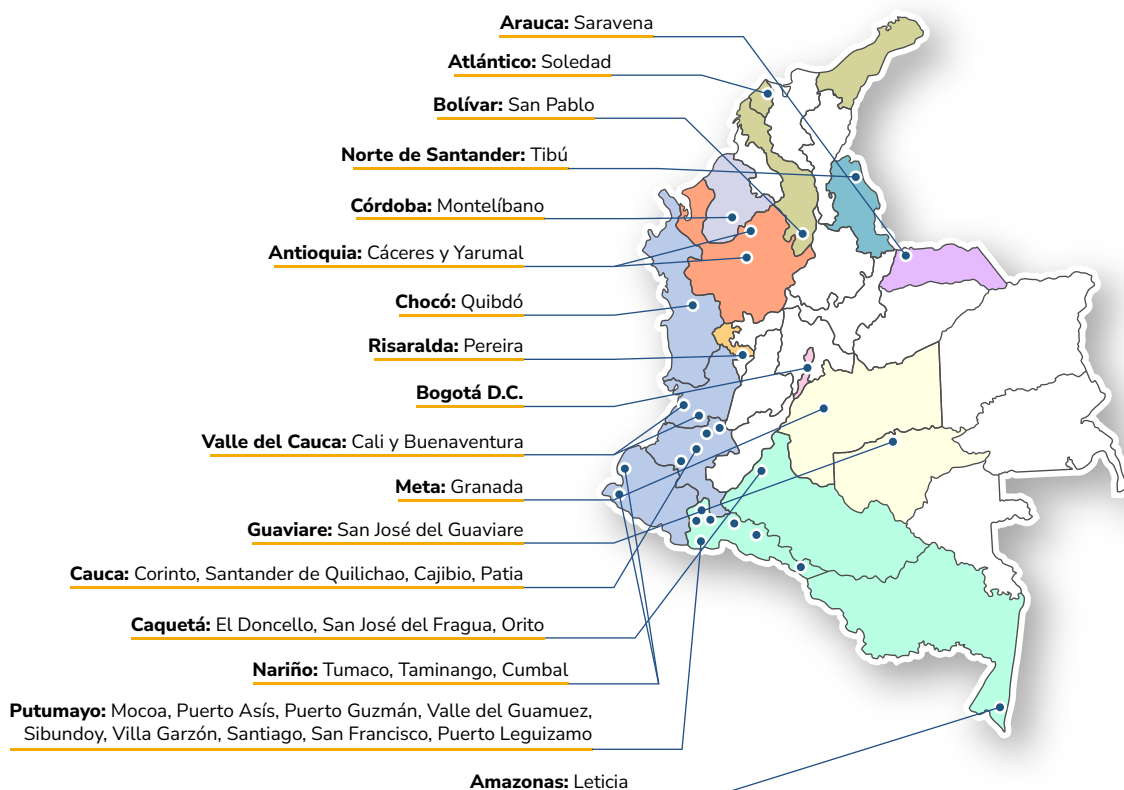 Arauca: Saravena
Atlántico: Soledad
Bolívar: San Pablo
Norte de Santander: Tibú
Córdoba: Montelíbano
Antioquia: Cáceres y Yarumal
Chocó: Quibdó
Risaralda: Pereira
Bogotá D.C.
Valle del Cauca: Cali y Buenaventura
Meta: Granada
Guaviare: San José del Guaviare
Cauca: Corinto, Santander de Quilichao, Cajibio, Patia
Caquetá: El Doncello, San José del Fragua, Orito
Nariño: Tumaco, Taminango, Cumbal
Putumayo: Mocoa, Puerto Asís, Puerto Guzmán, Valle del Guamuez,
Sibundoy, Villa Garzón, Santiago, San Francisco, Puerto Leguizamo
Amazonas: Leticia